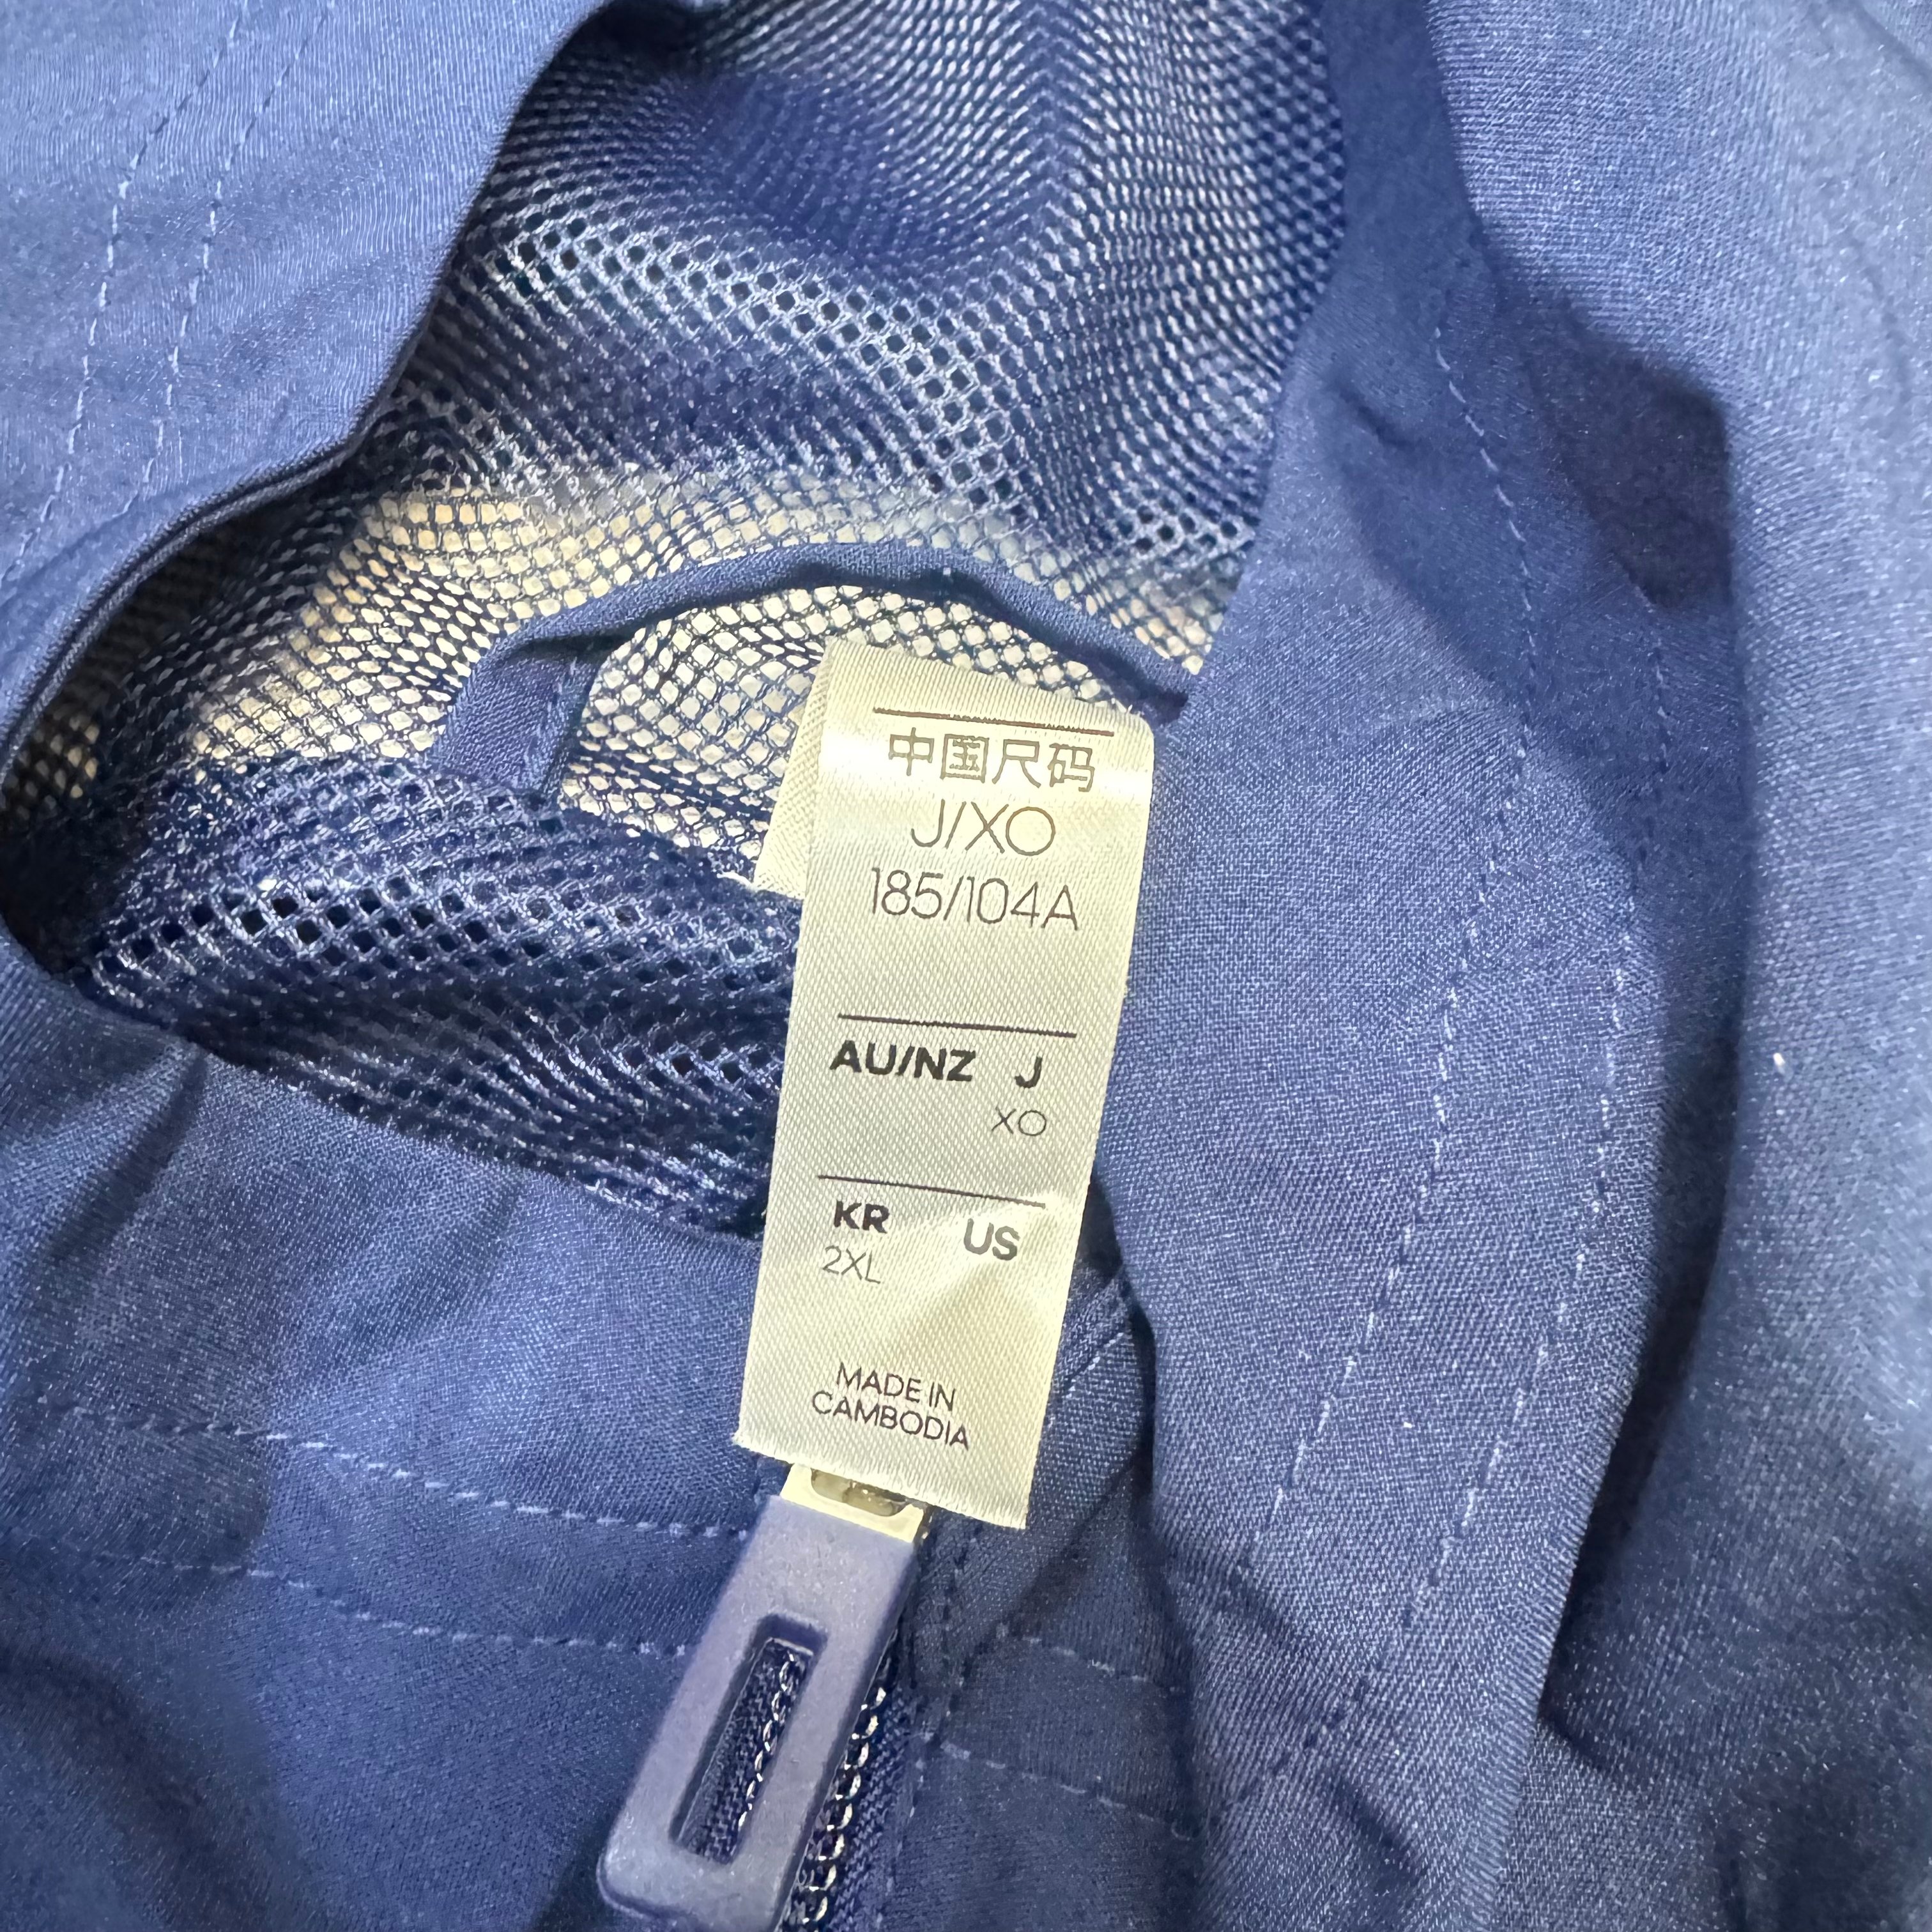 中国尺码
J/XO
185/104A
AU/NZ J
XO
KR US
2XL
MADE IN
CAMBODIA